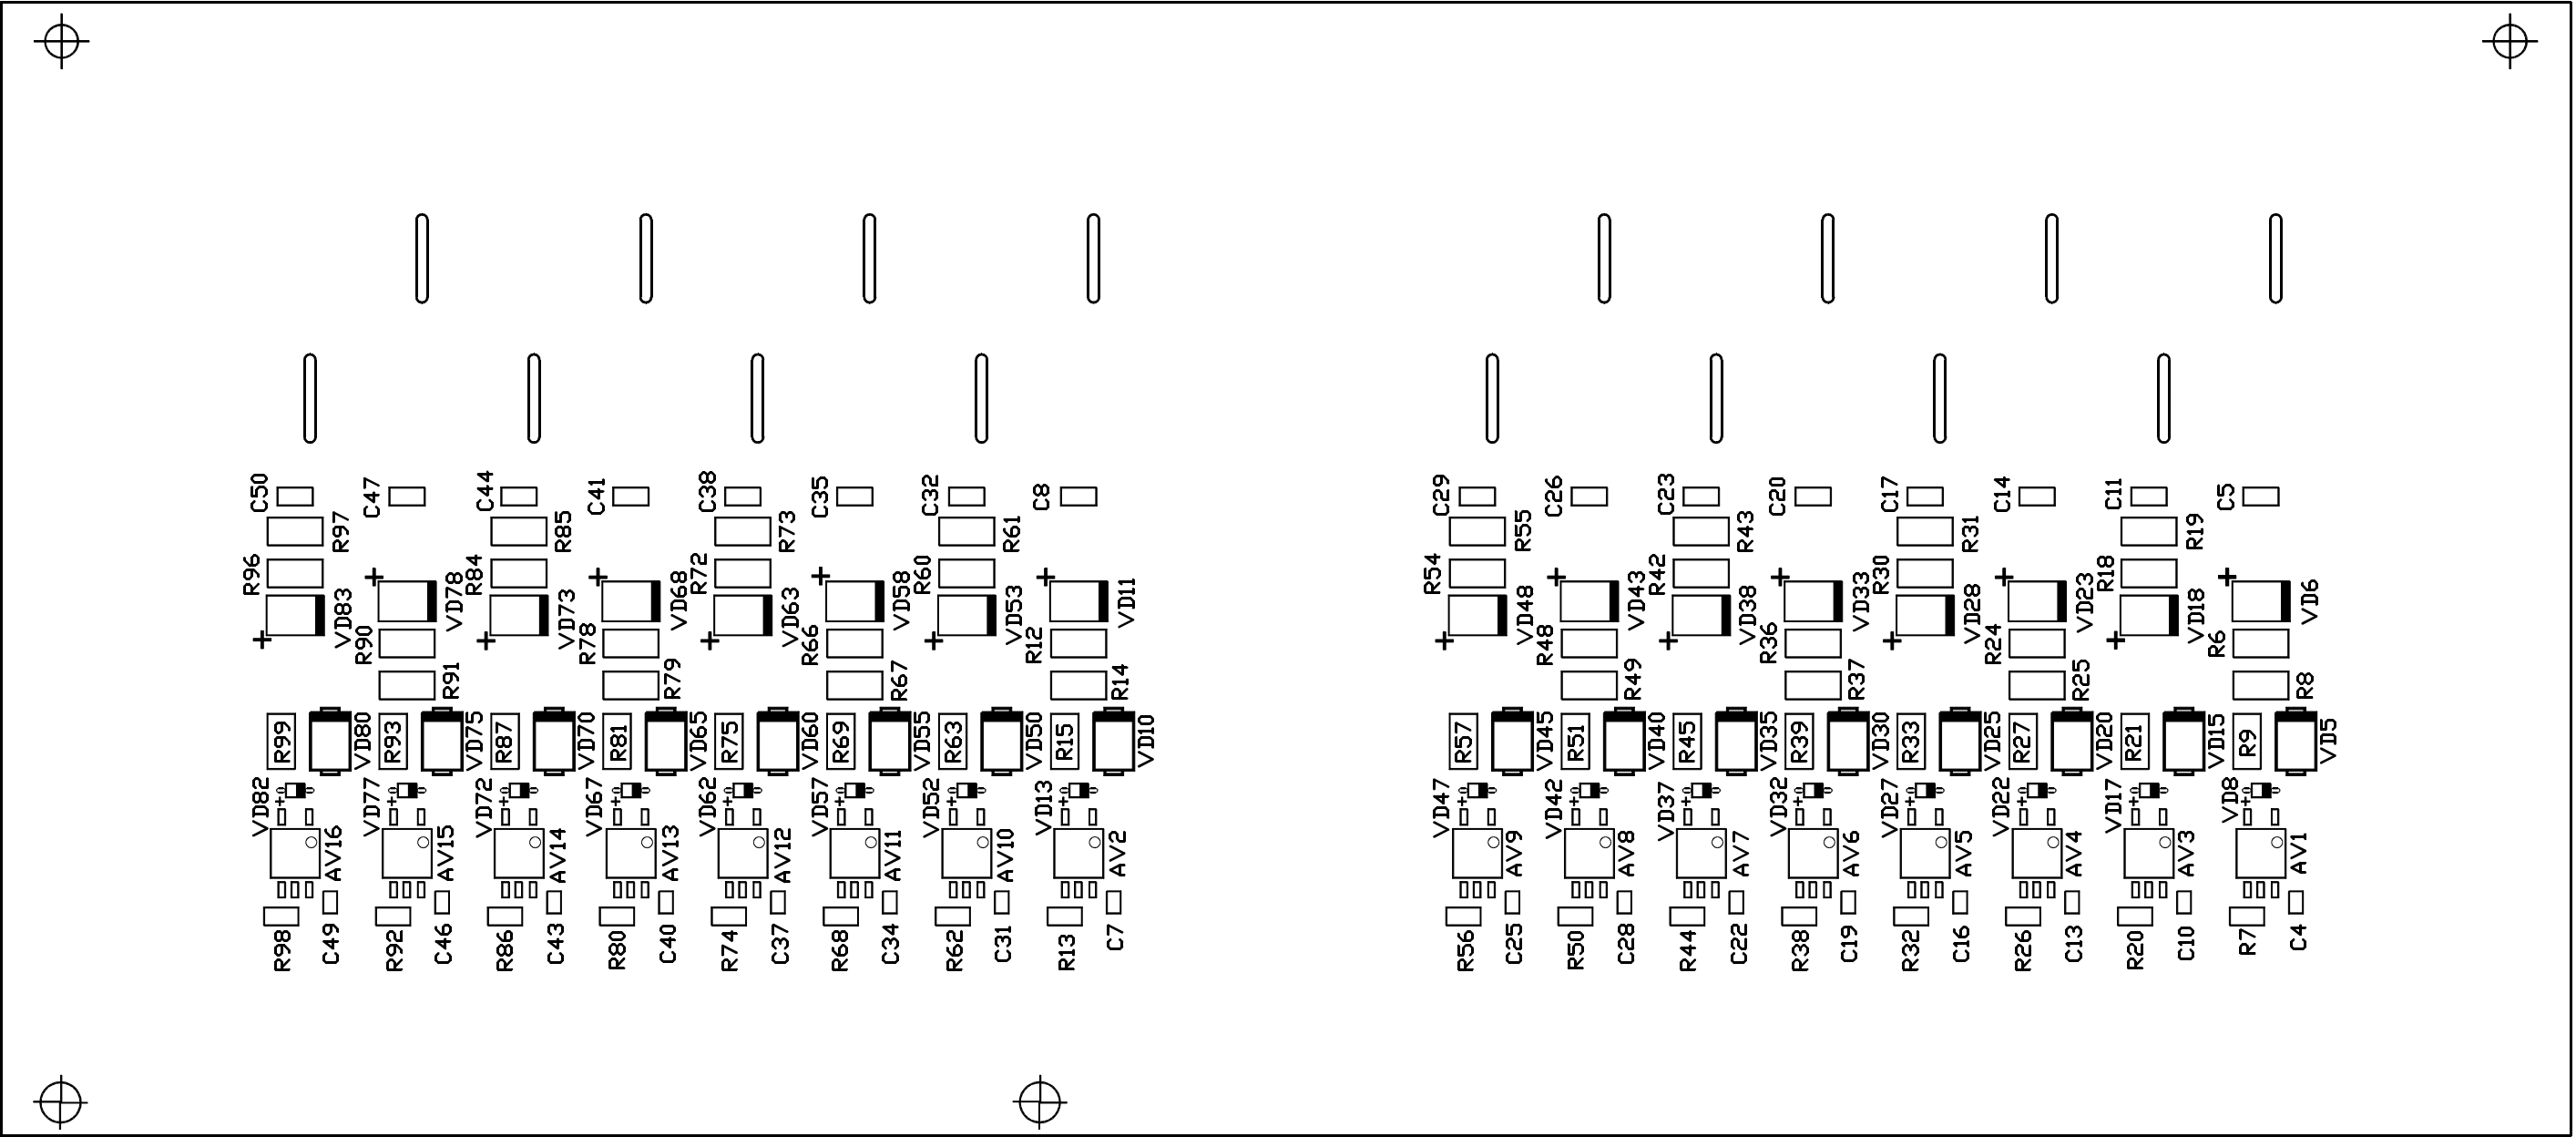 C50 C47 C44 C41 C38 C35 C32 C8 C29 C26 C23 C20 C17 C14 C11 C5
R97 R85 R73 R61 R55 R43 R31 R19
R96 R84 R72 R60 R54 R42 R30 R18
VD83 VD78 VD73 VD68 VD63 VD58 VD53 VD11 VD48 VD43 VD38 VD33 VD28 VD23 VD18 VD6
+ + + + + + + + + + + + + + + +
R90 R78 R66 R12 R48 R36 R24 R6
R91 R79 R67 R14 R49 R37 R25 R8
R99 VD80 R93 VD75 R87 VD70 R81 VD65 R75 VD60 R69 VD55 R63 VD50 R15 VD10 R57 VD45 R51 VD40 R45 VD35 R39 VD30 R33 VD25 R27 VD20 R21 VD15 R9 VD5
VD82 VD77 VD72 VD67 VD62 VD57 VD52 VD13 VD47 VD42 VD37 VD32 VD27 VD22 VD17 VD8
+ + + + + + + + + + + + + + + +
AV16 AV15 AV14 AV13 AV12 AV11 AV10 AV2 AV9 AV8 AV7 AV6 AV5 AV4 AV3 AV1
R98 C49 R92 C46 R86 C43 R80 C40 R74 C37 R68 C34 R62 C31 R13 C7 R56 C25 R50 C28 R44 C22 R38 C19 R32 C16 R26 C13 R20 C10 R7 C4